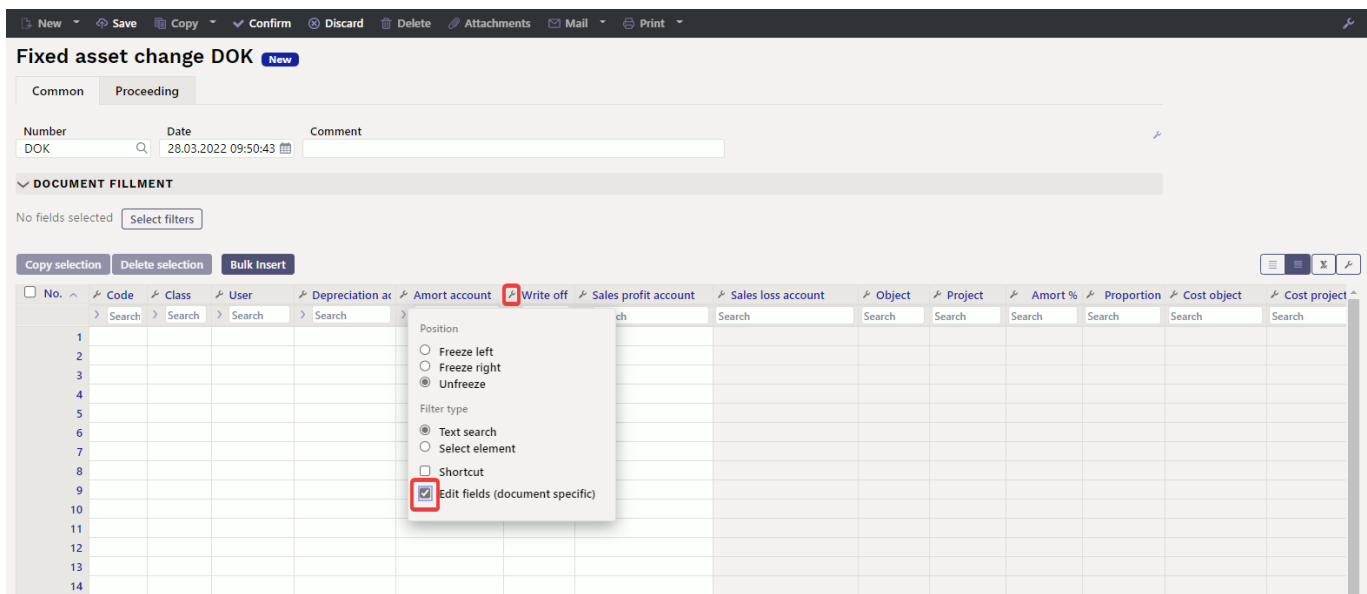 New Save Copy Confirm Discard Delete Attachments Mail Print
Fixed asset change DOK New
Common Proceeding
Number Date Comment
DOK 28.03.2022 09:50:43
DOCUMENT FILLMENT
No fields selected Select filters
Copy selection Delete selection Bulk Insert
No. Code Class User Depreciation ac Amort account Write off Sales profit account Sales loss account Object Project Amort % Proportion Cost object Cost project
Search Search Search Search ch Search Search Search Search Search Search Search
1
2
3
4
5
6
7
8
9
10
11
12
13
14
Position
Freeze left
Freeze right
Unfreeze
Filter type
Text search
Select element
Shortcut
Edit fields (document specific)